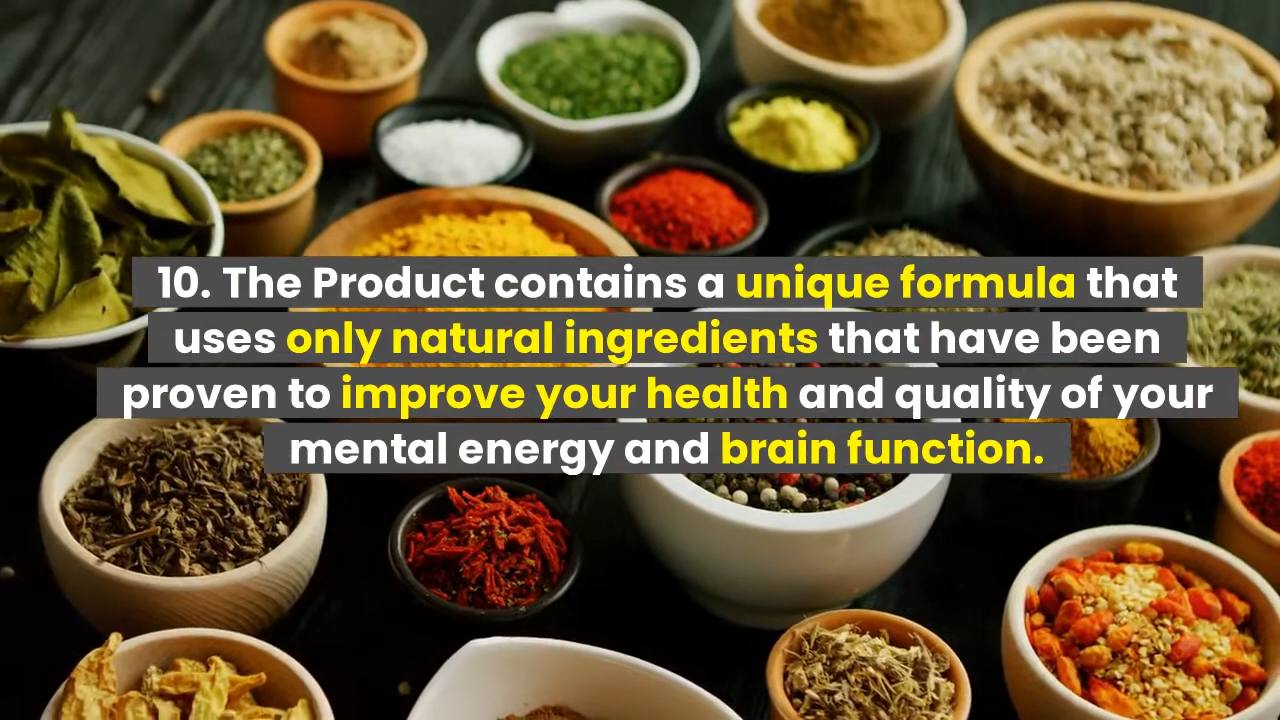 10. The Product contains a unique formula that
uses only natural ingredients that have been
proven to improve your health and quality of your
mental energy and brain function.